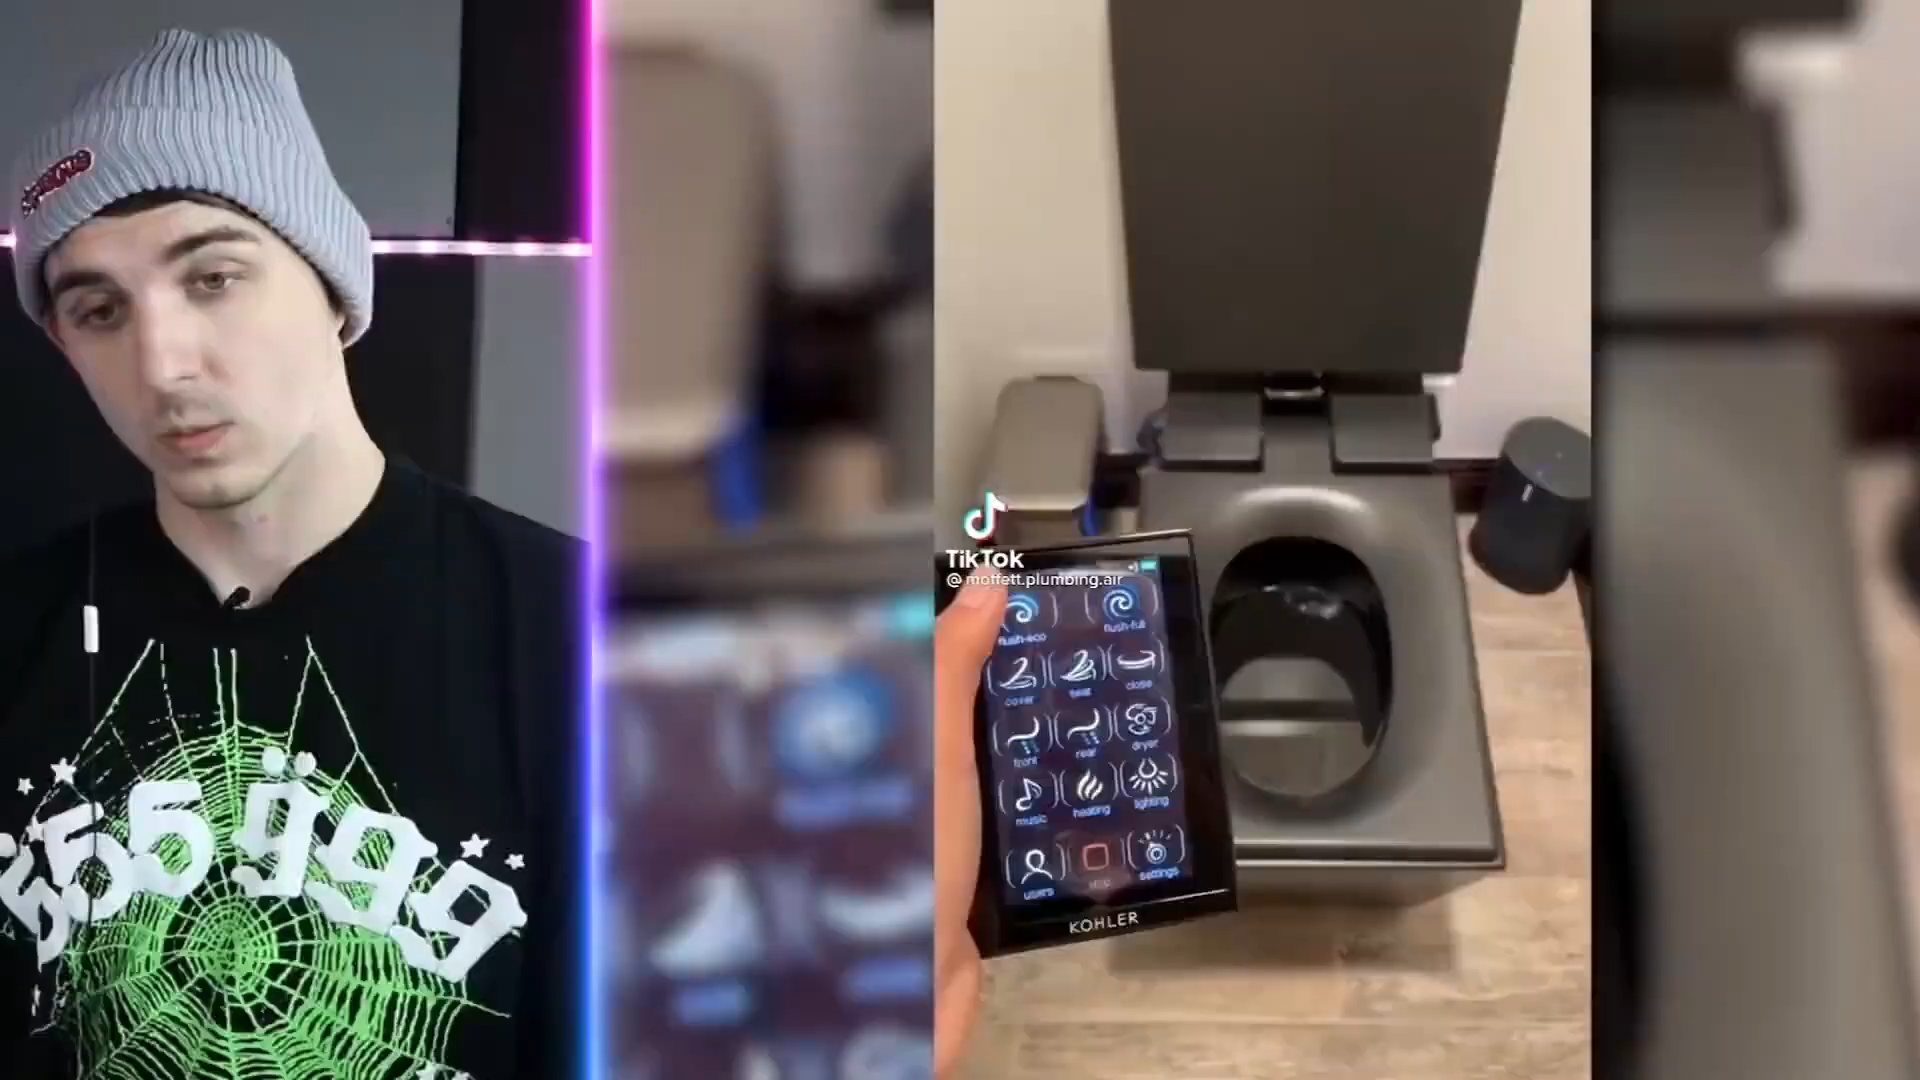 555999
TikTok
@moffett.plumbing.air
flush-eco
flush-full
cover
seat
close
front
rear
dryer
music
heating
lighting
users
stop
settings
KOHLER